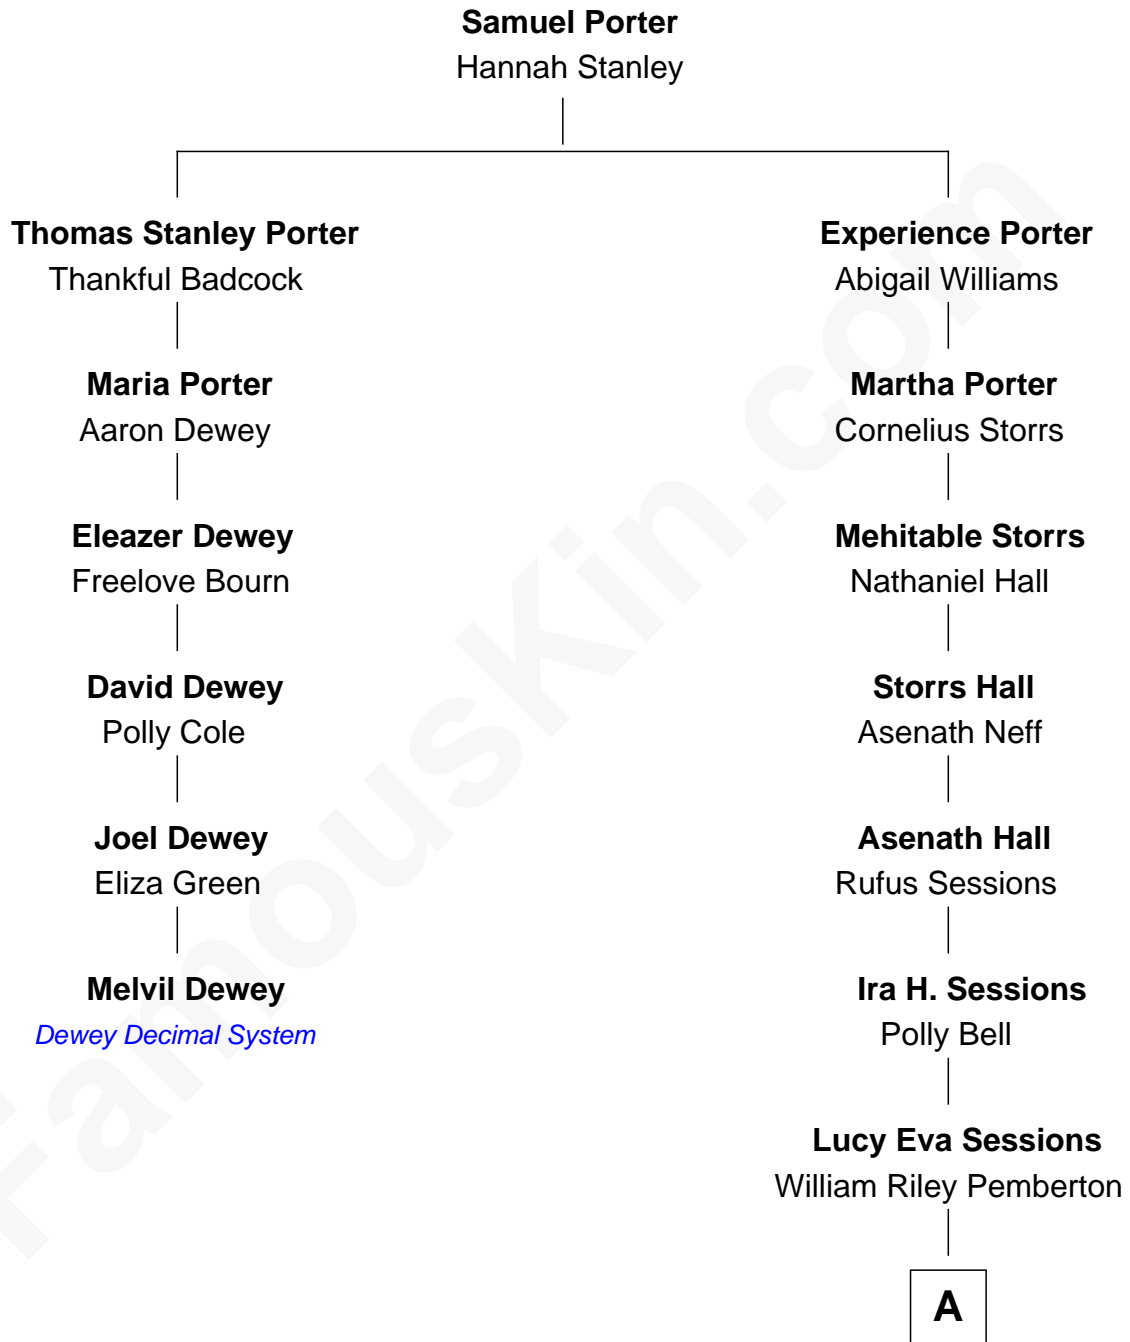 Samuel Porter
Hannah Stanley
Thomas Stanley Porter
Thankful Badcock
Experience Porter
Abigail Williams
Maria Porter
Aaron Dewey
Martha Porter
Cornelius Storrs
Eleazer Dewey
Freelove Bourn
Mehitable Storrs
Nathaniel Hall
David Dewey
Polly Cole
Storrs Hall
Asenath Neff
Joel Dewey
Eliza Green
Asenath Hall
Rufus Sessions
Melvil Dewey
Dewey Decimal System
Ira H. Sessions
Polly Bell
Lucy Eva Sessions
William Riley Pemberton
A
FamousKin.com